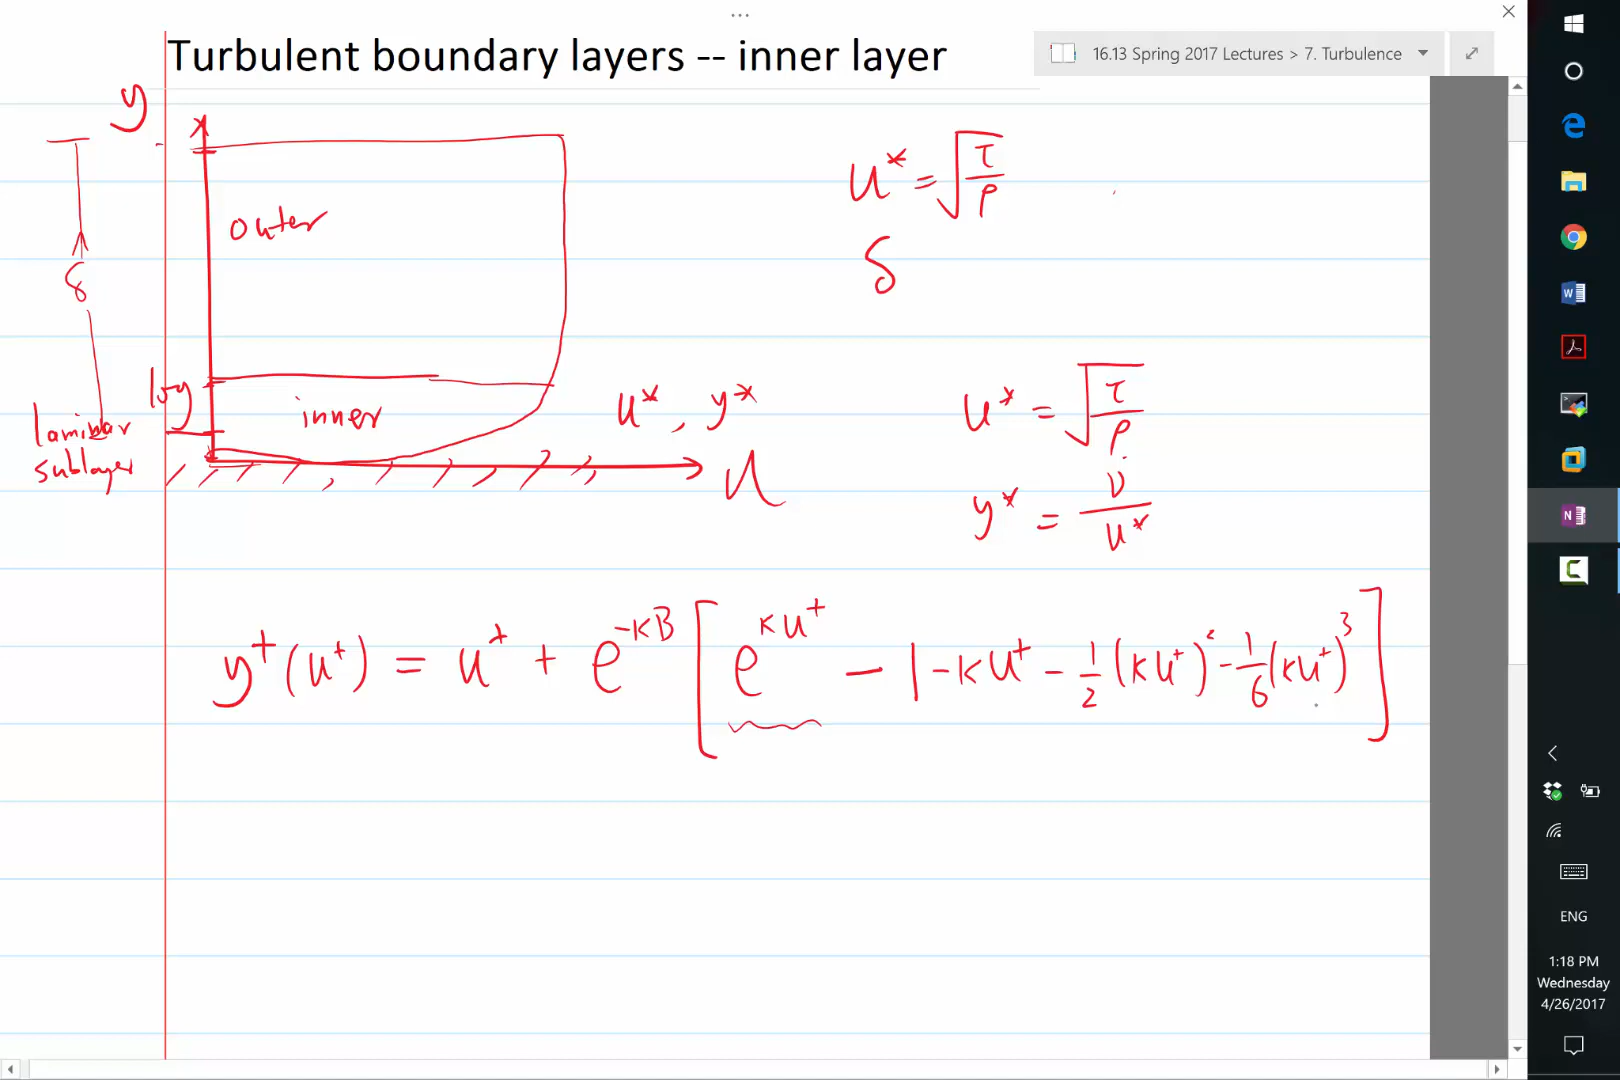 Turbulent boundary layers -- inner layer
16.13 Spring 2017 Lectures > 7. Turbulence
y
outer
δ
u* = √(τ/ρ)
δ
log
laminar
sublayer
inner
u* , y*
u
u* = √(τ/ρ)
y* = ν/u*
y⁺(u⁺) = u⁺ + e^(-κB) [ e^(κu⁺) - 1 - κu⁺ - 1/2 (κu⁺)² - 1/6 (κu⁺)³ ]
ENG
1:18 PM
Wednesday
4/26/2017